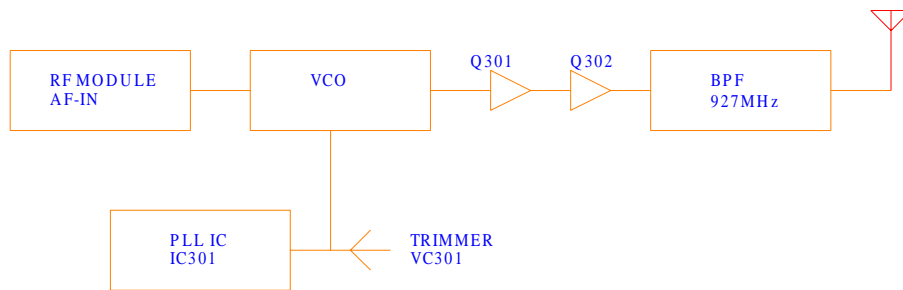 RF MODULE
AF-IN
VCO
Q301
Q302
BPF
927MHz
PLL IC
IC301
TRIMMER
VC301